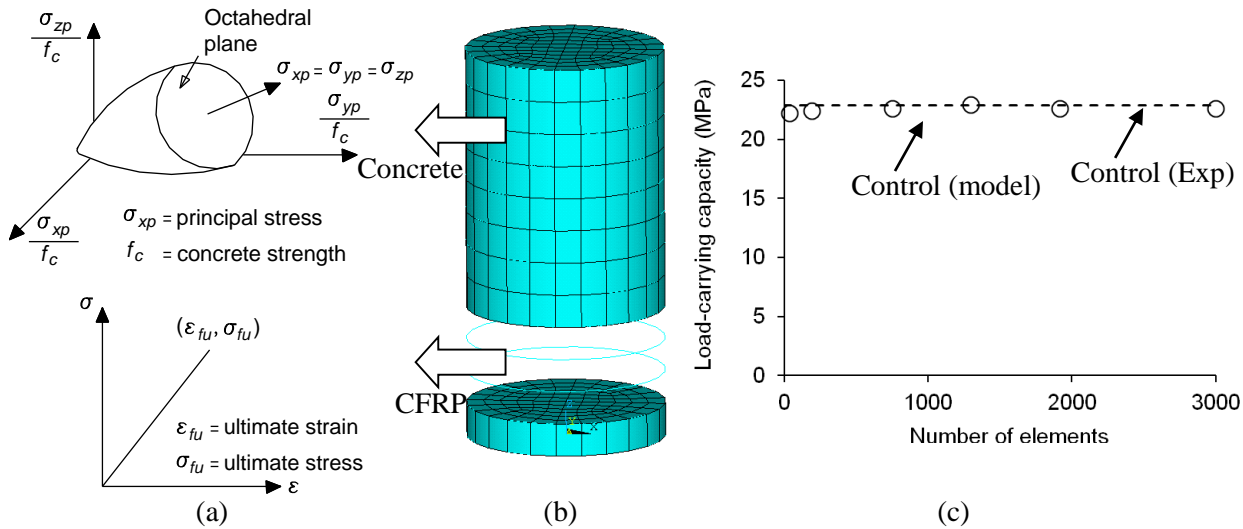 σzp
fc
Octahedral
plane
σxp = σyp = σzp
σyp
fc
σxp
fc
σxp = principal stress
fc = concrete strength
σ
(εfu, σfu)
εfu = ultimate strain
σfu = ultimate stress
ε
(a)
Concrete
CFRP
X
(b)
Load-carrying capacity (MPa)
25
20
15
10
5
0
Control (model)
Control (Exp)
0
1000
2000
3000
Number of elements
(c)